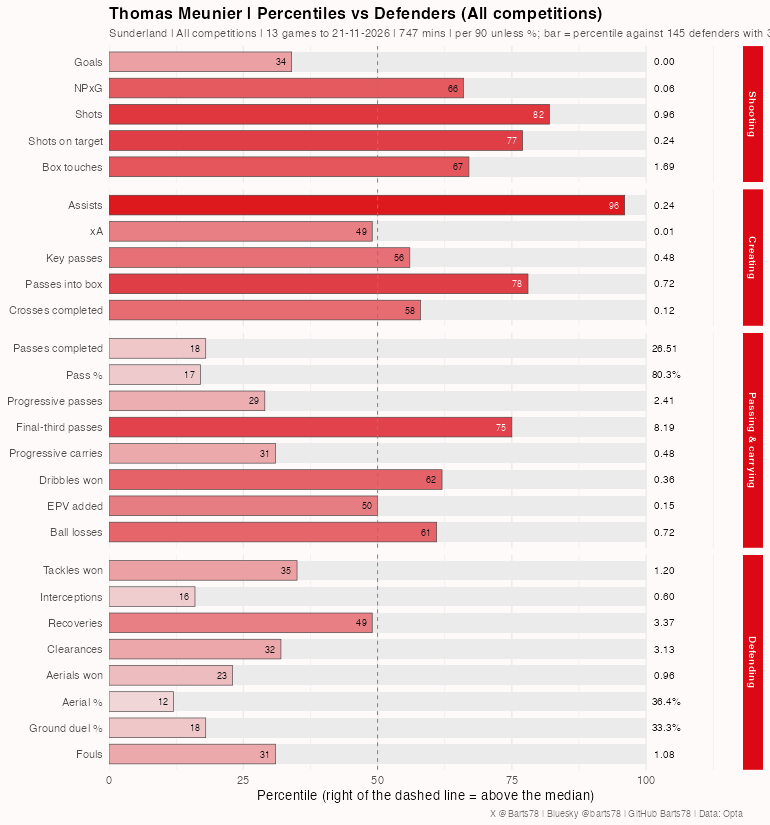 Thomas Meunier | Percentiles vs Defenders (All competitions)
Sunderland | All competitions | 13 games to 21-11-2026 | 747 mins | per 90 unless %; bar = percentile against 145 defenders with
Goals 34 0.00
NPxG 66 0.06
Shots 82 0.96
Shots on target 77 0.24
Box touches 67 1.69
Shooting
Assists 96 0.24
xA 49 0.01
Key passes 56 0.48
Passes into box 78 0.72
Crosses completed 58 0.12
Creating
Passes completed 18 26.51
Pass % 17 80.3%
Progressive passes 29 2.41
Final-third passes 75 8.19
Progressive carries 31 0.48
Dribbles won 62 0.36
EPV added 50 0.15
Ball losses 61 0.72
Passing & carrying
Tackles won 35 1.20
Interceptions 16 0.60
Recoveries 49 3.37
Clearances 32 3.13
Aerials won 23 0.96
Aerial % 12 36.4%
Ground duel % 18 33.3%
Fouls 31 1.08
Defending
0 25 50 75 100
Percentile (right of the dashed line = above the median)
X @Barts78 | Bluesky @barts78 | GitHub Barts78 | Data: Opta